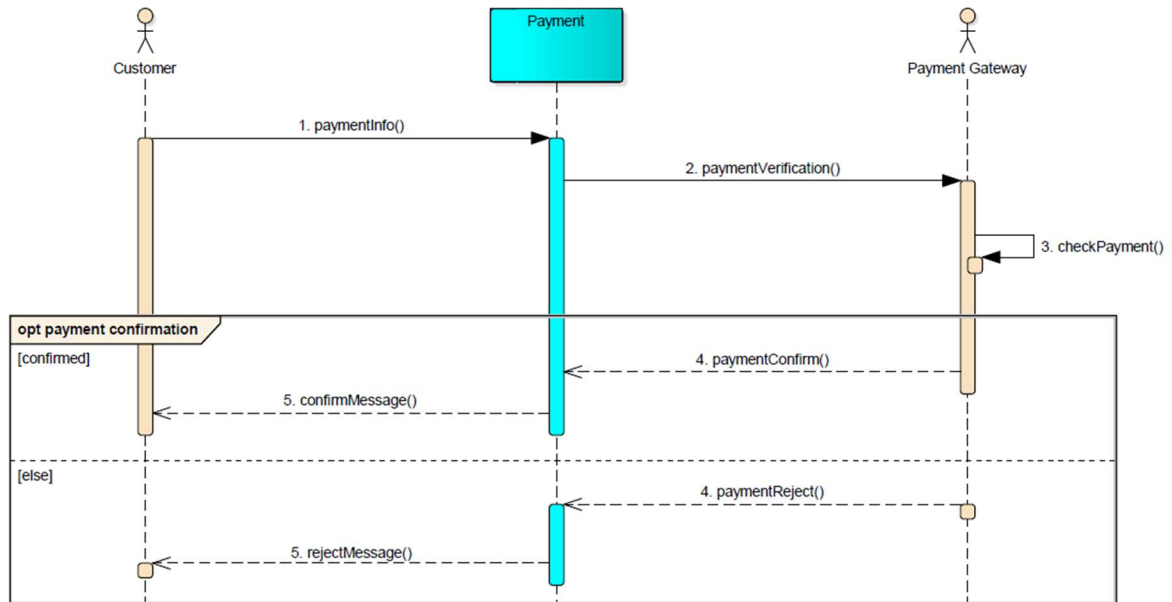 Customer
Payment
Payment Gateway
1. paymentInfo()
2. paymentVerification()
3. checkPayment()
opt payment confirmation
[confirmed]
4. paymentConfirm()
5. confirmMessage()
[else]
4. paymentReject()
5. rejectMessage()